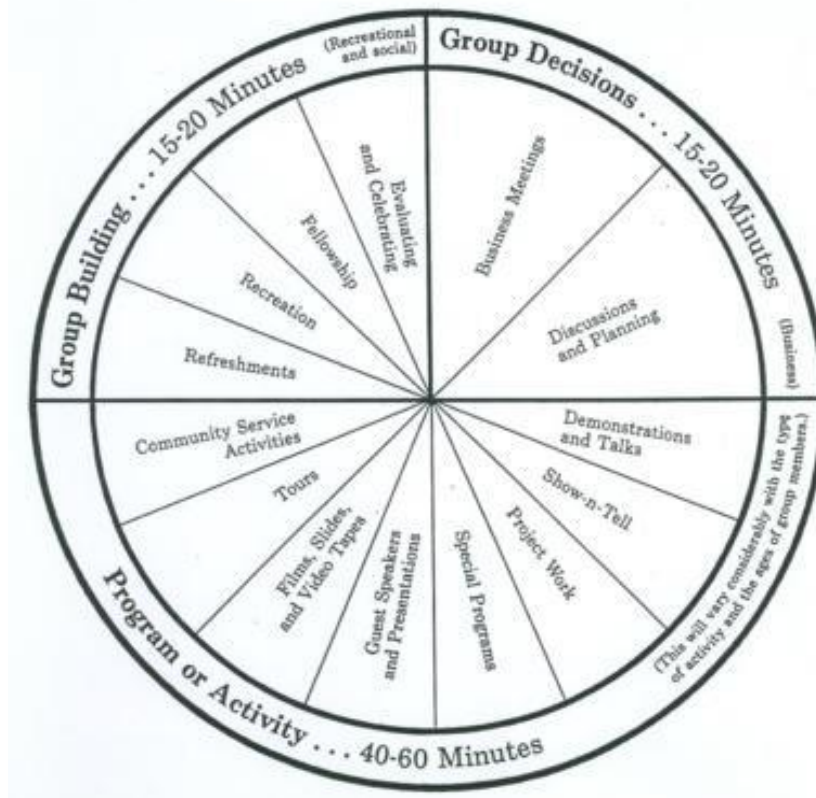 Group Building . . . 15-20 Minutes
(Recreational
and social)
Group Decisions . . . 15-20 Minutes
(Business)
Evaluating
and Celebrating
Fellowship
Recreation
Refreshments
Business Meetings
Discussions
and Planning
Demonstrations
and Talks
Show-n-Tell
Project Work
Special Programs
Guest Speakers
and Presentations
Films, Slides,
and Video Tapes
Tours
Community Service
Activities
Program or Activity . . . 40-60 Minutes
(This will vary considerably with the type
of activity and the ages of group members.)